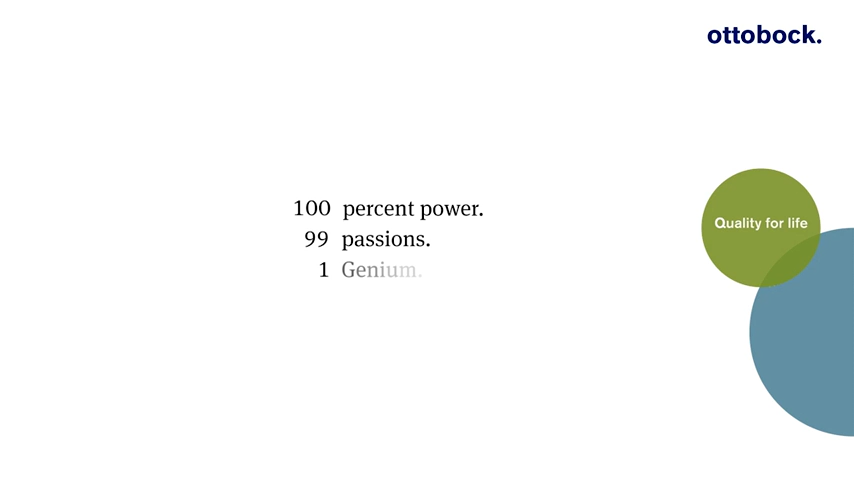 ottobock.
100 percent power.
99 passions.
1 Genium.
Quality for life